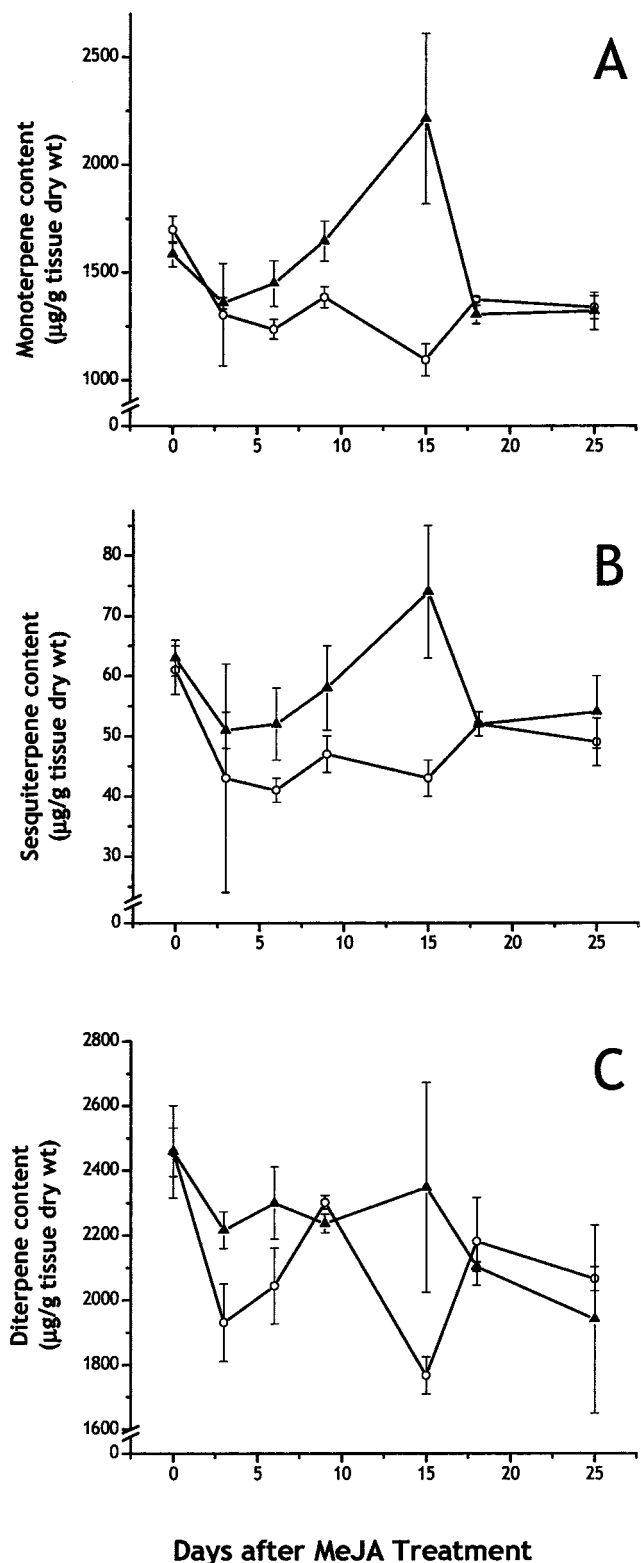 A
Monoterpene content
(µg/g tissue dry wt)
2500
2000
1500
1000
0
0 5 10 15 20 25
B
Sesquiterpene content
(µg/g tissue dry wt)
80
70
60
50
40
30
0
0 5 10 15 20 25
C
Diterpene content
(µg/g tissue dry wt)
2800
2600
2400
2200
2000
1800
1600
0
0 5 10 15 20 25
Days after MeJA Treatment